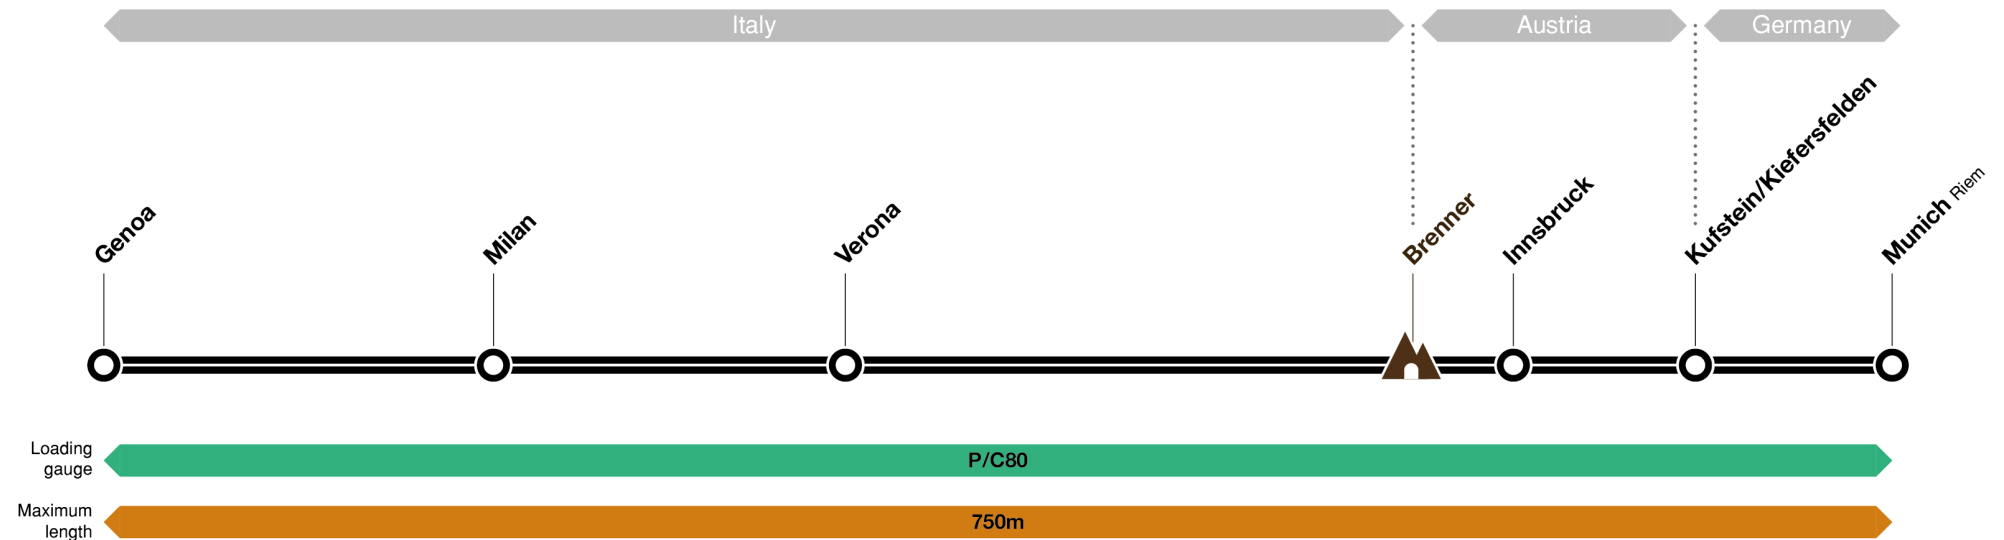 Italy
Austria
Germany
Genoa
Milan
Verona
Brenner
Innsbruck
Kufstein/Kiefersfelden
Munich Riem
Loading
gauge
P/C80
Maximum
length
750m